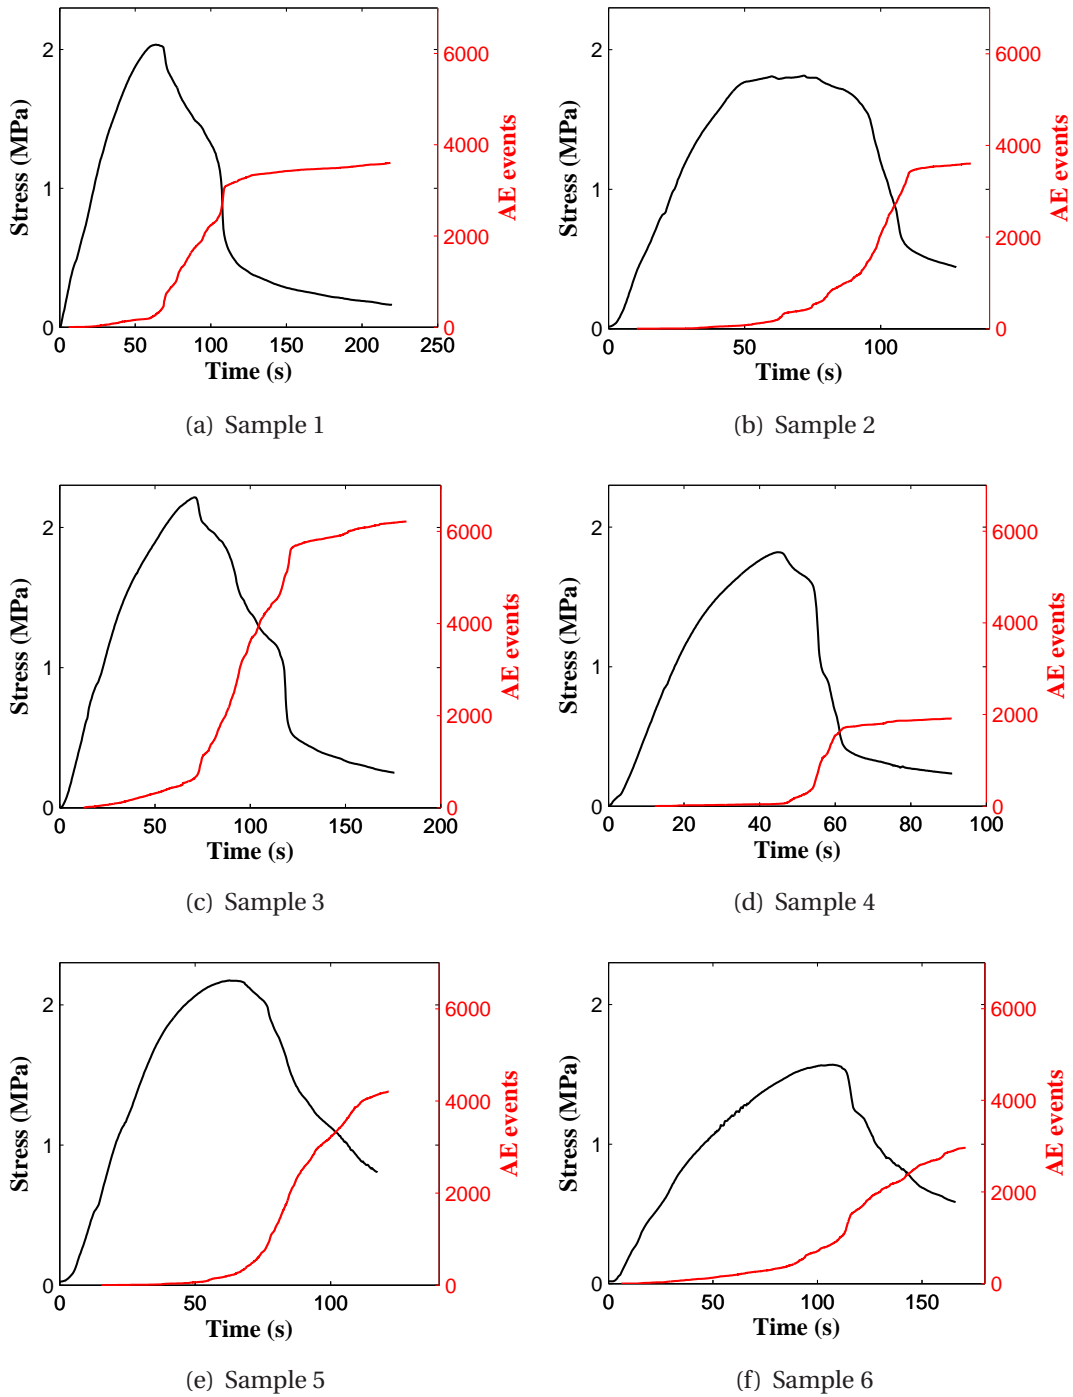 Stress (MPa)
2
1
0
6000
4000
2000
0
AE events
0 50 100 150 200 250
Time (s)
(a) Sample 1
Stress (MPa)
2
1
0
6000
4000
2000
0
AE events
0 50 100
Time (s)
(b) Sample 2
Stress (MPa)
2
1
0
6000
4000
2000
0
AE events
0 50 100 150 200
Time (s)
(c) Sample 3
Stress (MPa)
2
1
0
6000
4000
2000
0
AE events
0 20 40 60 80 100
Time (s)
(d) Sample 4
Stress (MPa)
2
1
0
6000
4000
2000
0
AE events
0 50 100
Time (s)
(e) Sample 5
Stress (MPa)
2
1
0
6000
4000
2000
0
AE events
0 50 100 150
Time (s)
(f) Sample 6